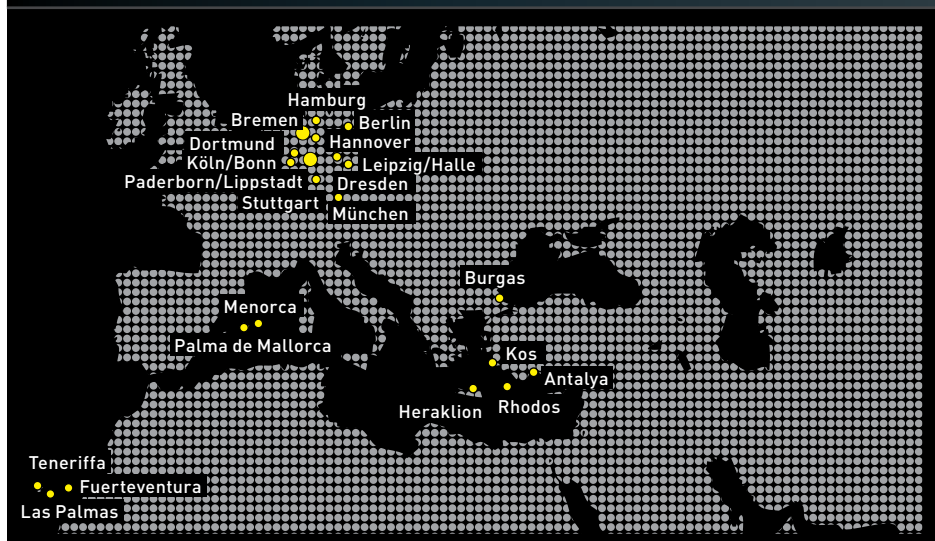 Hamburg
Bremen
Berlin
Dortmund
Hannover
Köln/Bonn
Leipzig/Halle
Paderborn/Lippstadt
Dresden
Stuttgart
München
Burgas
Menorca
Palma de Mallorca
Kos
Antalya
Heraklion
Rhodos
Teneriffa
Fuerteventura
Las Palmas